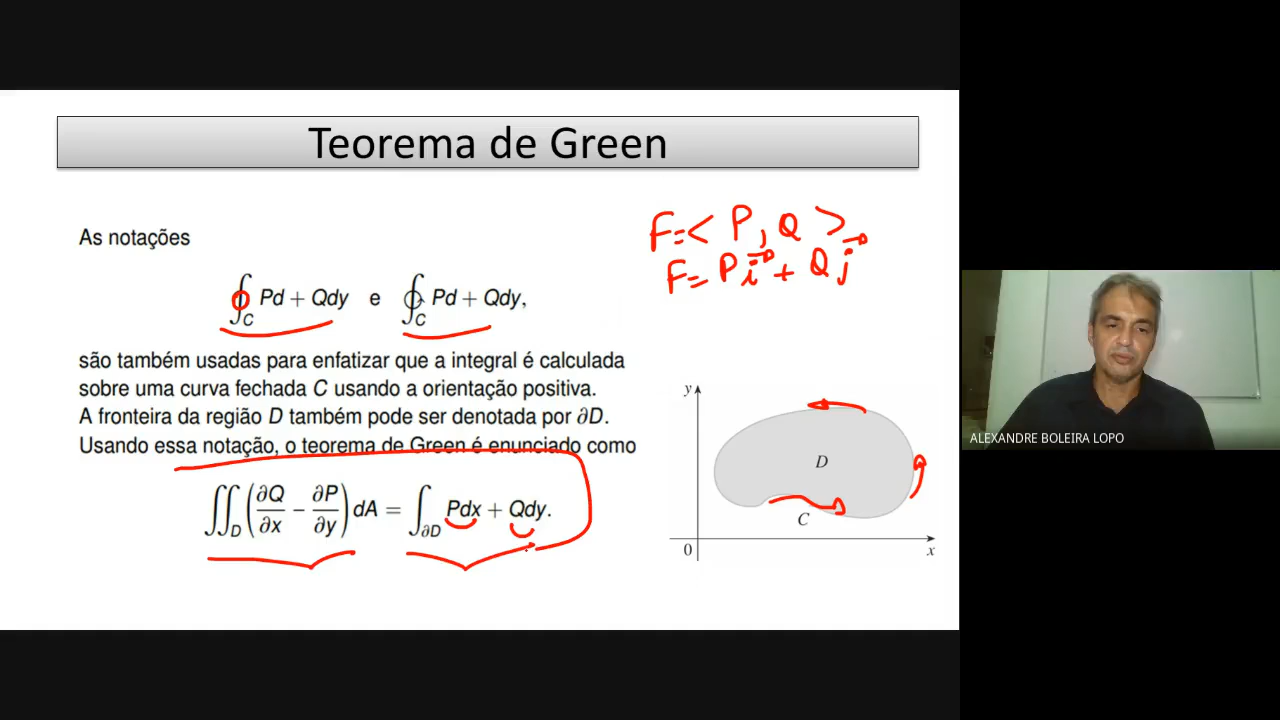 Teorema de Green
As notações
∮_C Pd + Qdy e ∮_C Pd + Qdy,
são também usadas para enfatizar que a integral é calculada
sobre uma curva fechada C usando a orientação positiva.
A fronteira da região D também pode ser denotada por ∂D.
Usando essa notação, o teorema de Green é enunciado como
∬_D (∂Q/∂x − ∂P/∂y) dA = ∫_∂D Pdx + Qdy.
F=< P, Q >
F= P i⃗ + Q j⃗
y
D
C
0
x
ALEXANDRE BOLEIRA LOPO